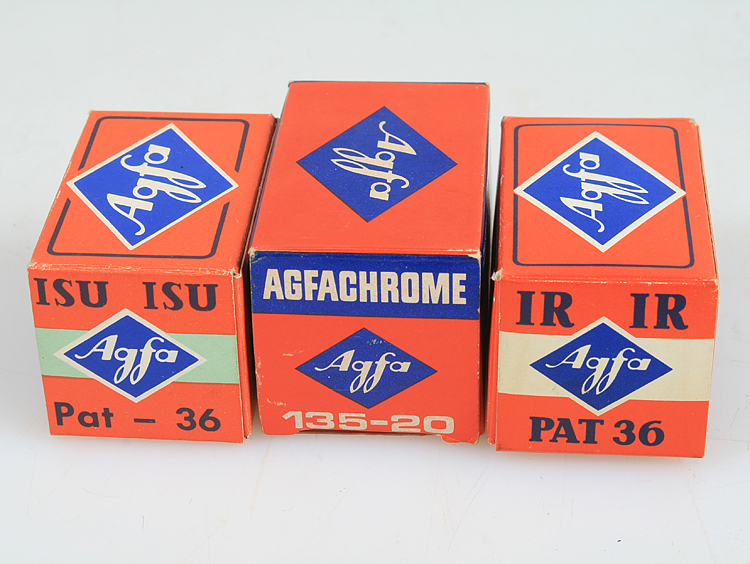 Agfa
ISU ISU
Agfa
Pat - 36
Agfa
AGFACHROME
Agfa
135-20
Agfa
IR IR
Agfa
PAT 36